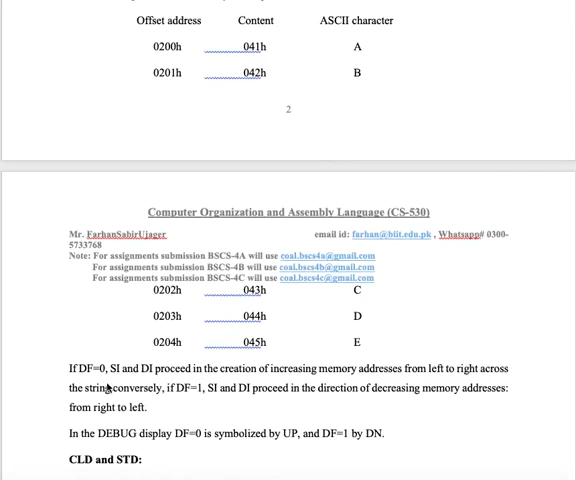 Offset address Content ASCII character
0200h 041h A
0201h 042h B
2
Computer Organization and Assembly Language (CS-530)
Mr. FarhanSabirUjager email id: farhan@biit.edu.pk , Whatsapp# 0300-
5733768
Note: For assignments submission BSCS-4A will use coal.bscs4a@gmail.com
For assignments submission BSCS-4B will use coal.bscs4b@gmail.com
For assignments submission BSCS-4C will use coal.bscs4c@gmail.com
0202h 043h C
0203h 044h D
0204h 045h E
If DF=0, SI and DI proceed in the creation of increasing memory addresses from left to right across
the string conversely, if DF=1, SI and DI proceed in the direction of decreasing memory addresses:
from right to left.
In the DEBUG display DF=0 is symbolized by UP, and DF=1 by DN.
CLD and STD: